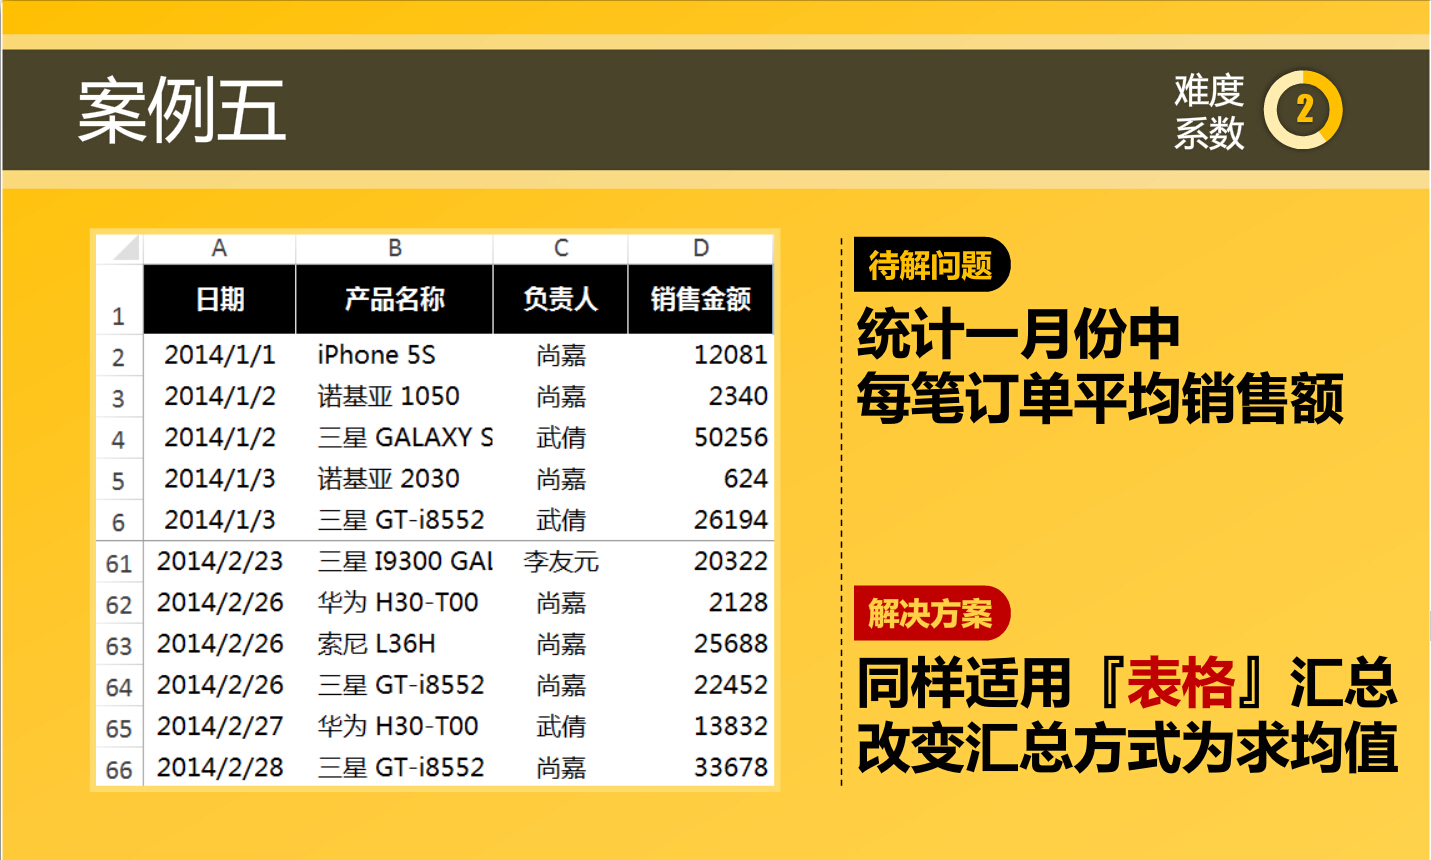 案例五
难度
系数
2
A B C D
1 日期 产品名称 负责人 销售金额
2 2014/1/1 iPhone 5S 尚嘉 12081
3 2014/1/2 诺基亚 1050 尚嘉 2340
4 2014/1/2 三星 GALAXY S 武倩 50256
5 2014/1/3 诺基亚 2030 尚嘉 624
6 2014/1/3 三星 GT-i8552 武倩 26194
61 2014/2/23 三星 I9300 GAL 李友元 20322
62 2014/2/26 华为 H30-T00 尚嘉 2128
63 2014/2/26 索尼 L36H 尚嘉 25688
64 2014/2/26 三星 GT-i8552 尚嘉 22452
65 2014/2/27 华为 H30-T00 武倩 13832
66 2014/2/28 三星 GT-i8552 尚嘉 33678
待解问题
统计一月份中
每笔订单平均销售额
解决方案
同样适用『表格』汇总
改变汇总方式为求均值